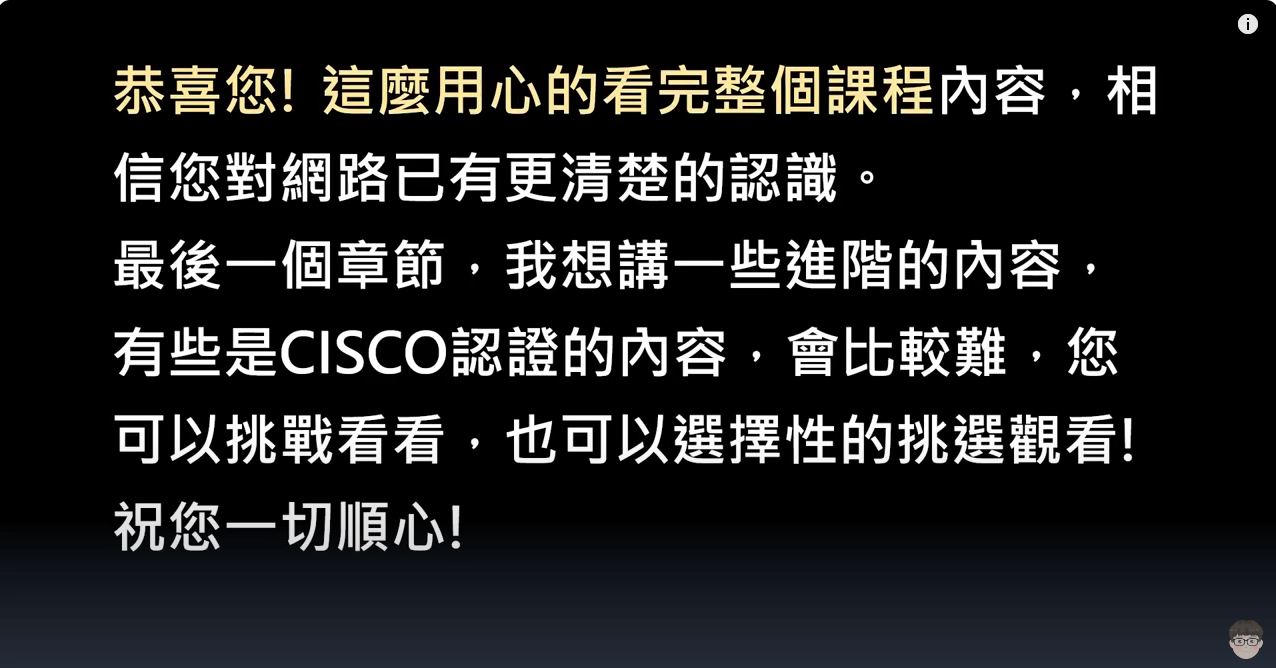 恭喜您! 這麼用心的看完整個課程內容，相
信您對網路已有更清楚的認識。
最後一個章節，我想講一些進階的內容，
有些是CISCO認證的內容，會比較難，您
可以挑戰看看，也可以選擇性的挑選觀看!
祝您一切順心!